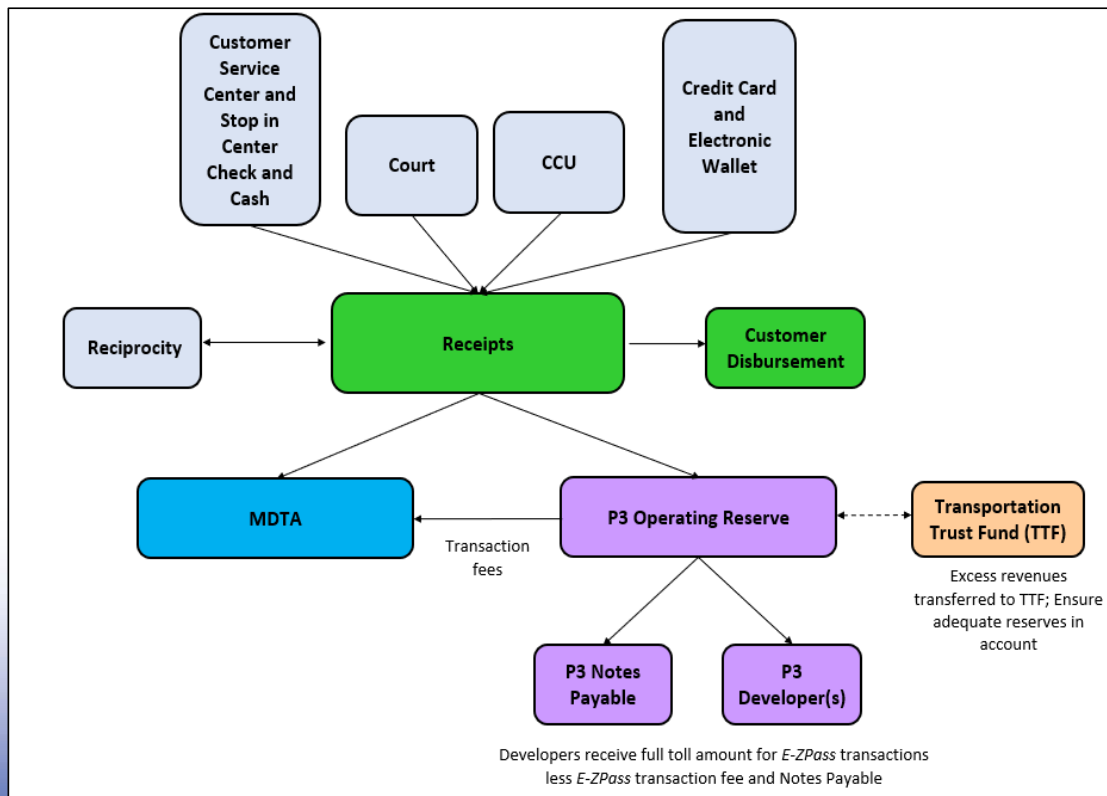 Customer
Service
Center and
Stop in
Center
Check and
Cash
Court
CCU
Credit Card
and
Electronic
Wallet
Reciprocity
Receipts
Customer
Disbursement
MDTA
Transaction
fees
P3 Operating Reserve
Transportation
Trust Fund (TTF)
Excess revenues
transferred to TTF; Ensure
adequate reserves in
account
P3 Notes
Payable
P3
Developer(s)
Developers receive full toll amount for E-ZPass transactions
less E-ZPass transaction fee and Notes Payable